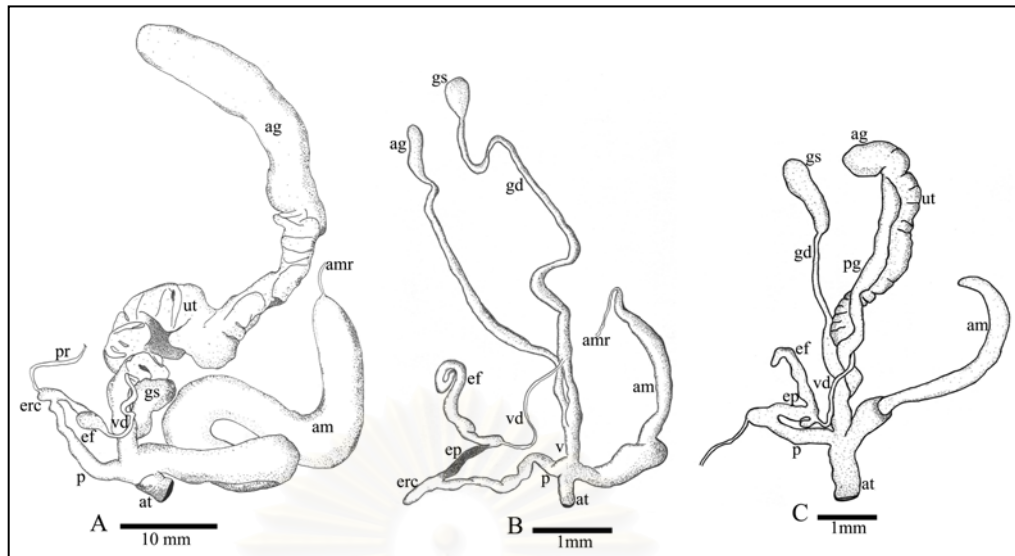 ag
amr
ut
pr
erc
gs
vd
ef
am
p
at
A
10 mm
gs
ag
gd
amr
ef
am
vd
ep
v
erc
p
at
B
1mm
ag
gs
ut
gd
pg
am
ef
vd
ep
p
at
C
1mm